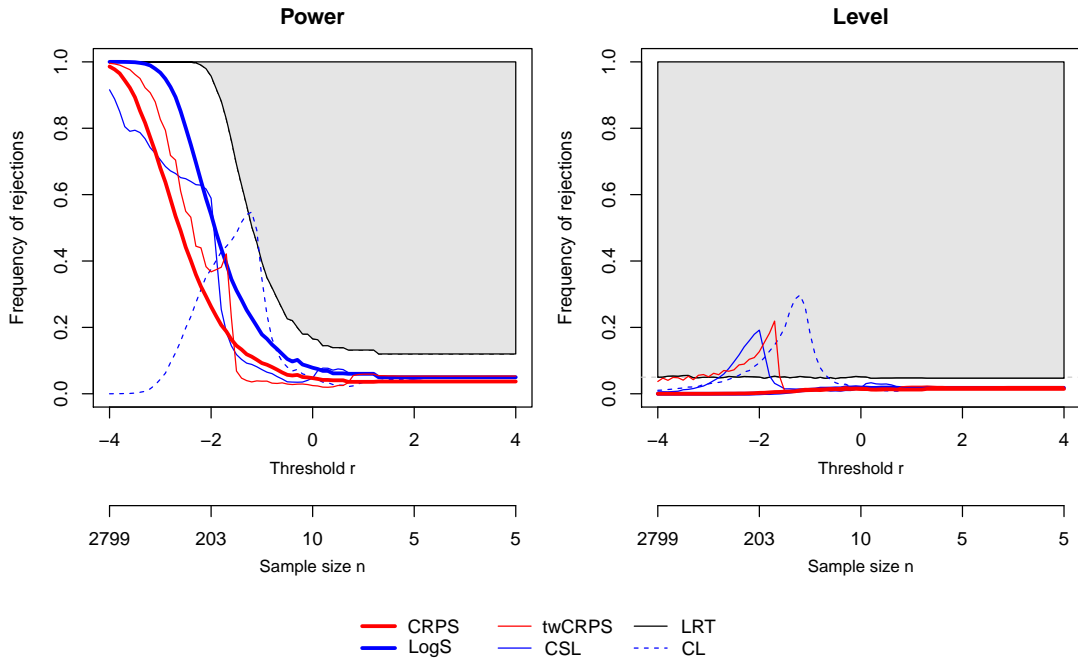 Power
Level
Frequency of rejections
0.0 0.2 0.4 0.6 0.8 1.0
−4 −2 0 2 4
Threshold r
2799 203 10 5 5
Sample size n
Frequency of rejections
0.0 0.2 0.4 0.6 0.8 1.0
−4 −2 0 2 4
Threshold r
2799 203 10 5 5
Sample size n
CRPS twCRPS LRT
LogS CSL CL